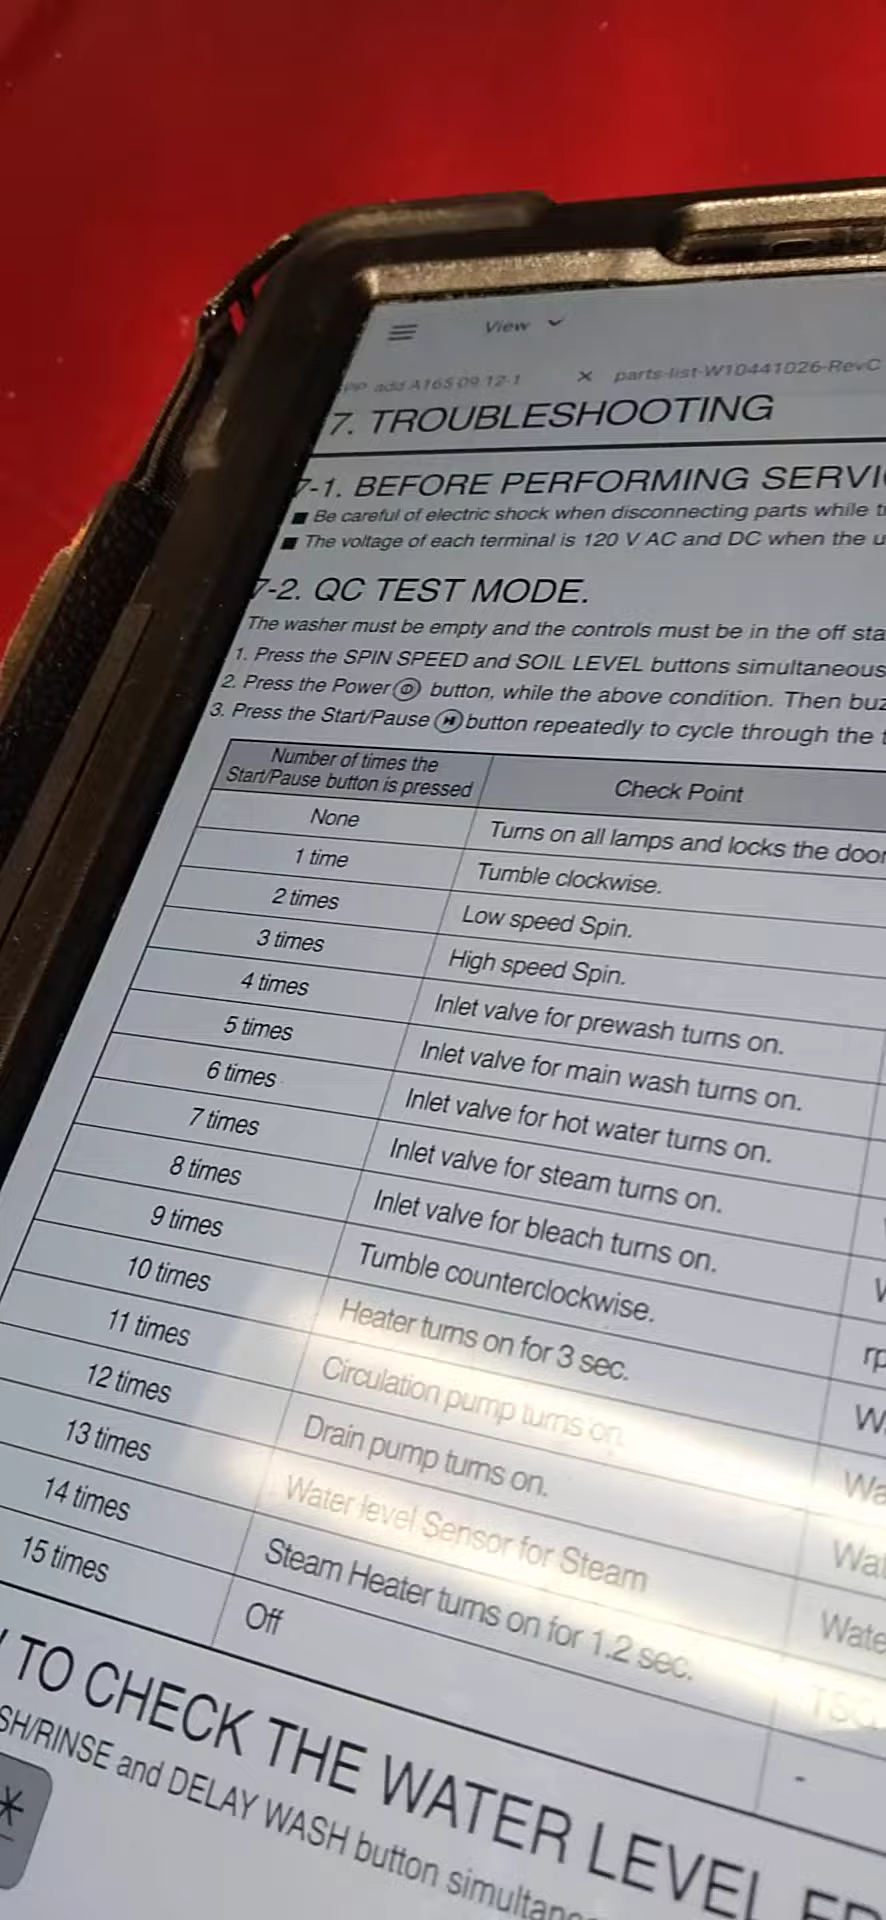 View
add A165 09 12-1 × parts-list-W10441026-RevC
7. TROUBLESHOOTING
7-1. BEFORE PERFORMING
■ Be careful of electric shock when disconnecting parts while
■ The voltage of each terminal is 120 V AC and DC when the
7-2. QC TEST MODE.
The washer must be empty and the controls must be in the off
1. Press the SPIN SPEED and SOIL LEVEL buttons
2. Press the Power button, while the above condition. Then
3. Press the Start/Pause button repeatedly to cycle through the
Number of times the Start/Pause button is pressed Check Point
None Turns on all lamps and locks the door
1 time Tumble clockwise.
2 times Low speed Spin.
3 times High speed Spin.
4 times Inlet valve for prewash turns on.
5 times Inlet valve for main wash turns on.
6 times Inlet valve for hot water turns on.
7 times Inlet valve for steam turns on.
8 times Inlet valve for bleach turns on.
9 times Tumble counterclockwise.
10 times Heater turns on for 3 sec.
11 times Circulation pump turns on.
12 times Drain pump turns on.
13 times Water level Sensor for Steam
14 times Steam Heater turns on for 1.2 sec.
15 times Off -
TO CHECK THE WATER LEVEL
SH/RINSE and DELAY WASH button